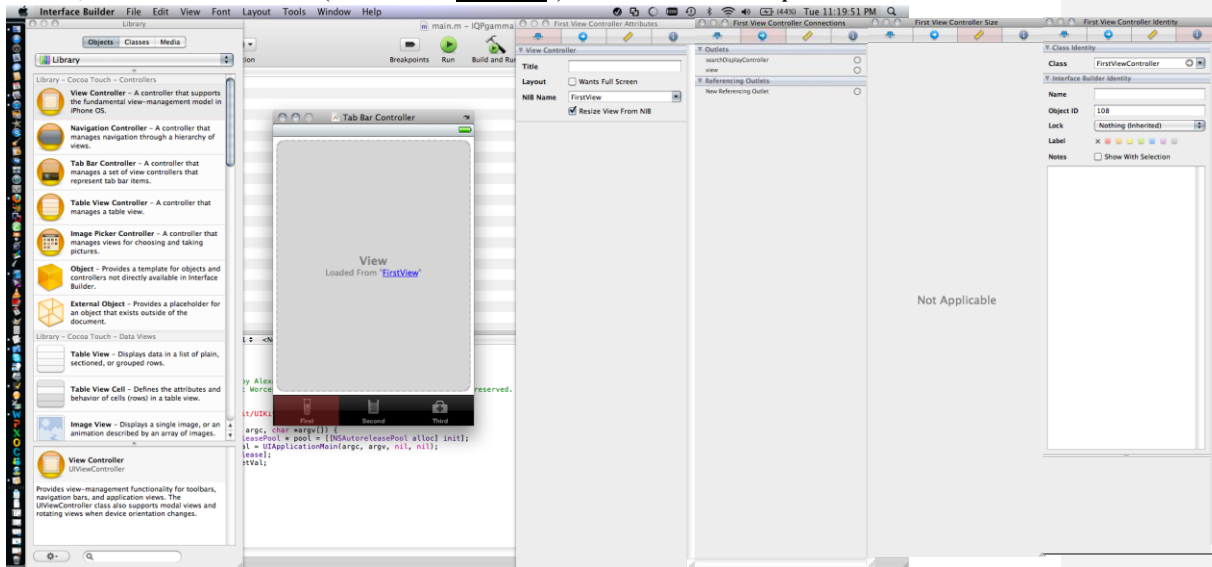 Interface Builder File Edit View Font Layout Tools Window Help
(44%) Tue 11:19:51 PM
Library
Objects Classes Media
Library
Library – Cocoa Touch – Controllers
View Controller – A controller that supports
the fundamental view-management model in
iPhone OS.
Navigation Controller – A controller that
manages navigation through a hierarchy of
views.
Tab Bar Controller – A controller that
manages a set of view controllers that
represent tab bar items.
Table View Controller – A controller that
manages a table view.
Image Picker Controller – A controller that
manages views for choosing and taking
pictures.
Object – Provides a template for objects and
controllers not directly available in Interface
Builder.
External Object – Provides a placeholder for
an object that exists outside of the
document.
Library – Cocoa Touch – Data Views
Table View – Displays data in a list of plain,
sectioned, or grouped rows.
Table View Cell – Defines the attributes and
behavior of cells (rows) in a table view.
Image View – Displays a single image, or an
animation described by an array of images.
View Controller
UIViewController
Provides view-management functionality for toolbars,
navigation bars, and application views. The
UIViewController class also supports modal views and
rotating views when device orientation changes.
main.m – IQPgamma
Breakpoints Run Build and Run
Tab Bar Controller
View
Loaded From "FirstView"
First Second Third
by Alex
reserved.
argc, char *argv[]) {
leasePool * pool = [[NSAutoreleasePool alloc] init];
al = UIApplicationMain(argc, argv, nil, nil);
lease];
etVal;
First View Controller Attributes
View Controller
Title
Layout Wants Full Screen
NIB Name FirstView
Resize View From NIB
First View Controller Connections
Outlets
searchDisplayController
view
Referencing Outlets
New Referencing Outlet
First View Controller Size
Not Applicable
First View Controller Identity
Class Identity
Class FirstViewController
Interface Builder Identity
Name
Object ID 108
Lock Nothing (Inherited)
Label
Notes Show With Selection